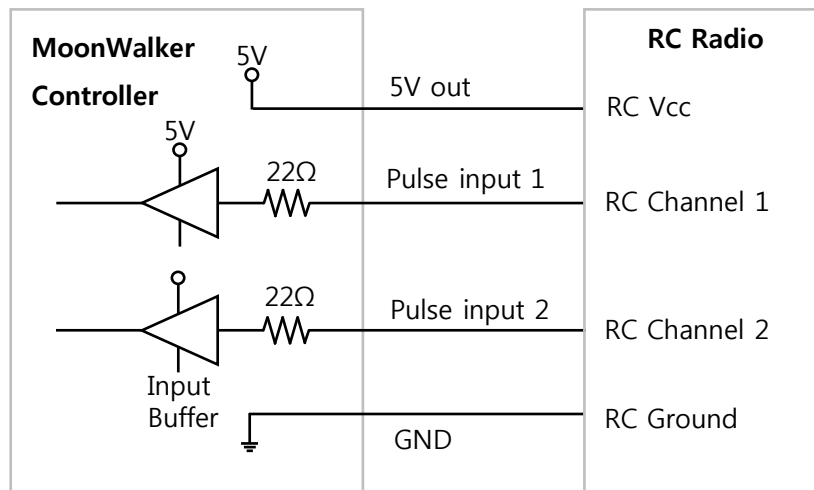 MoonWalker
Controller
5V
5V out
RC Radio
RC Vcc
5V
22Ω
Pulse input 1
RC Channel 1
22Ω
Pulse input 2
RC Channel 2
Input
Buffer
GND
RC Ground